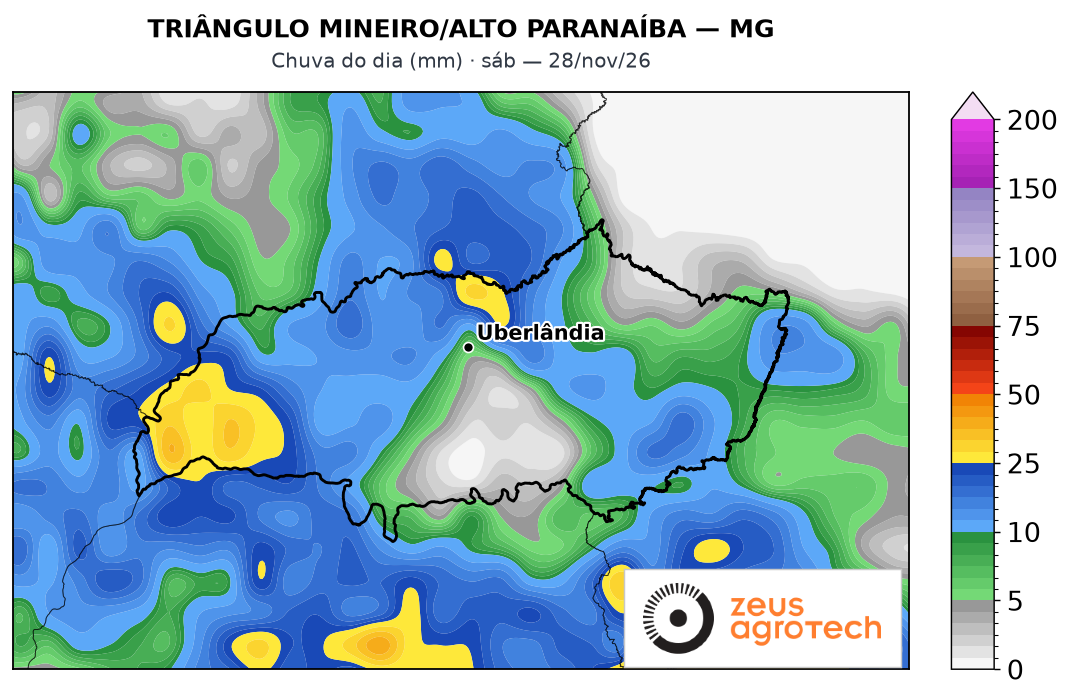 TRIÂNGULO MINEIRO/ALTO PARANAÍBA — MG
Chuva do dia (mm) · sáb — 28/nov/26
Uberlândia
200
150
100
75
50
25
10
5
0
zeus
agrotech